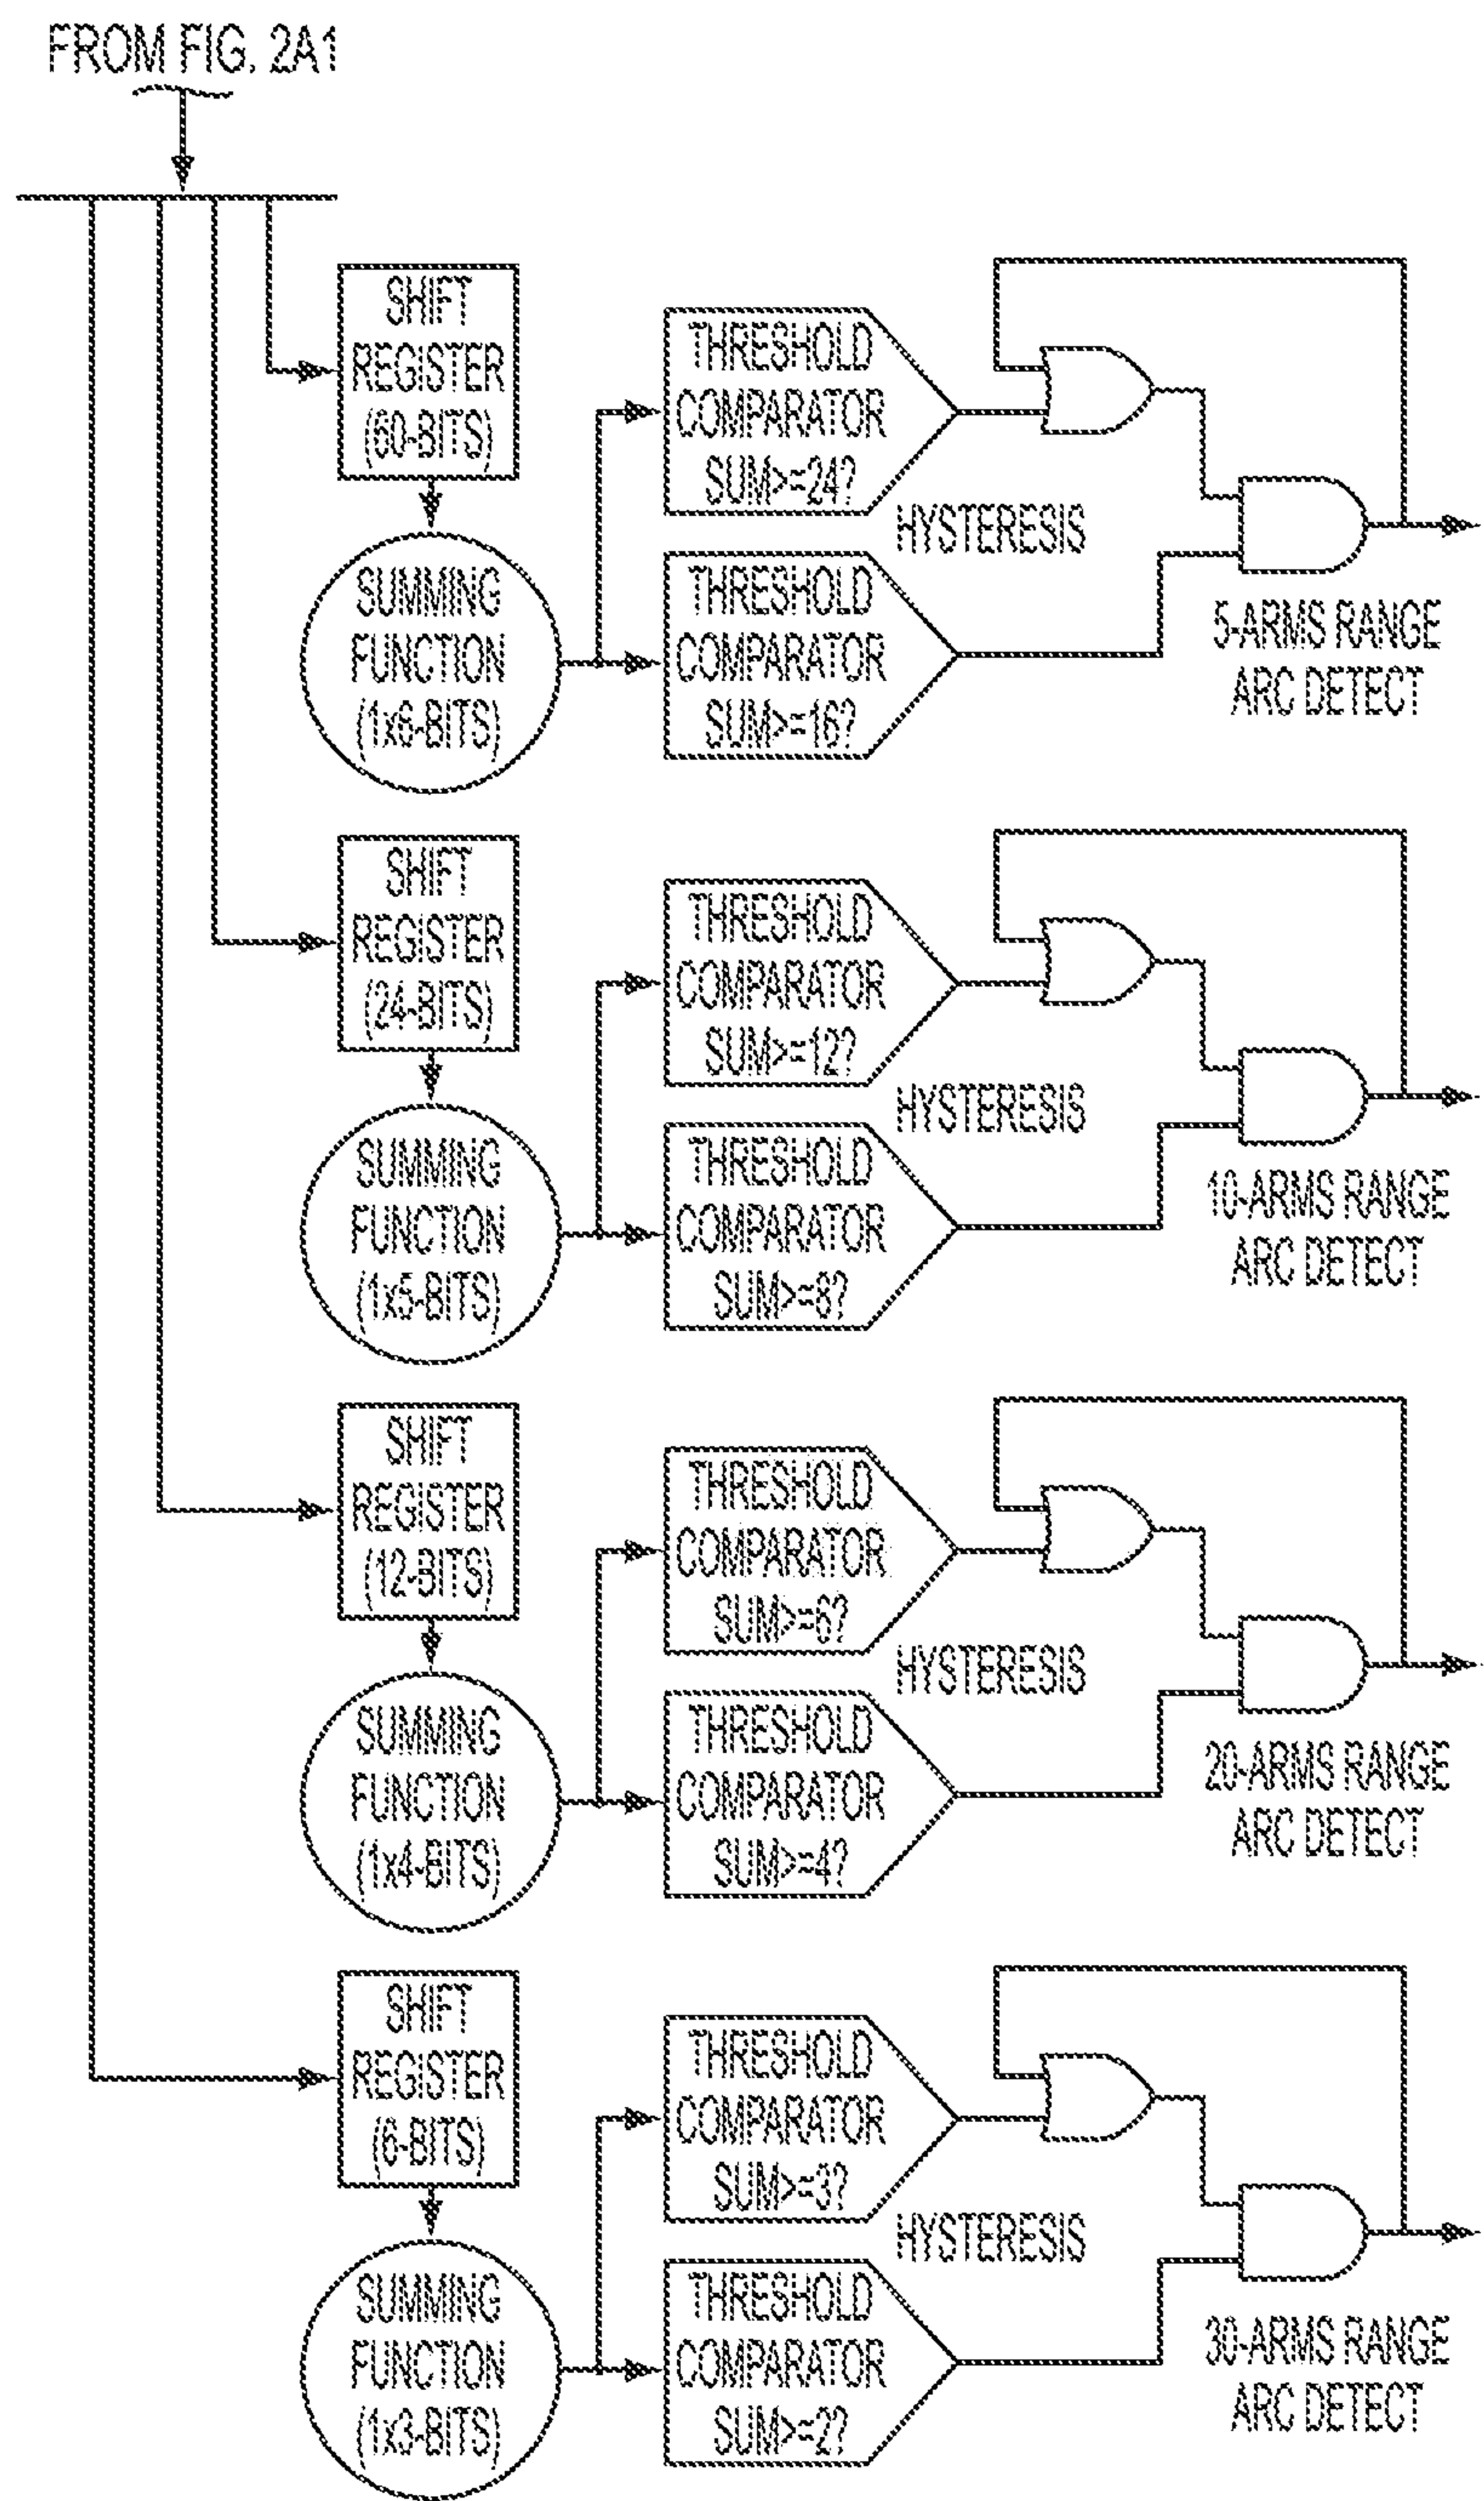 FROM FIG. 2A1
SHIFT
REGISTER
(60-BITS)
SUMMING
FUNCTION
(1x6-BITS)
THRESHOLD
COMPARATOR
SUM>=24?
HYSTERESIS
THRESHOLD
COMPARATOR
SUM>=16?
5-ARMS RANGE
ARC DETECT
SHIFT
REGISTER
(24-BITS)
SUMMING
FUNCTION
(1x5-BITS)
THRESHOLD
COMPARATOR
SUM>=12?
HYSTERESIS
THRESHOLD
COMPARATOR
SUM>=8?
10-ARMS RANGE
ARC DETECT
SHIFT
REGISTER
(12-BITS)
SUMMING
FUNCTION
(1x4-BITS)
THRESHOLD
COMPARATOR
SUM>=6?
HYSTERESIS
THRESHOLD
COMPARATOR
SUM>=4?
20-ARMS RANGE
ARC DETECT
SHIFT
REGISTER
(6-BITS)
SUMMING
FUNCTION
(1x3-BITS)
THRESHOLD
COMPARATOR
SUM>=3?
HYSTERESIS
THRESHOLD
COMPARATOR
SUM>=2?
30-ARMS RANGE
ARC DETECT